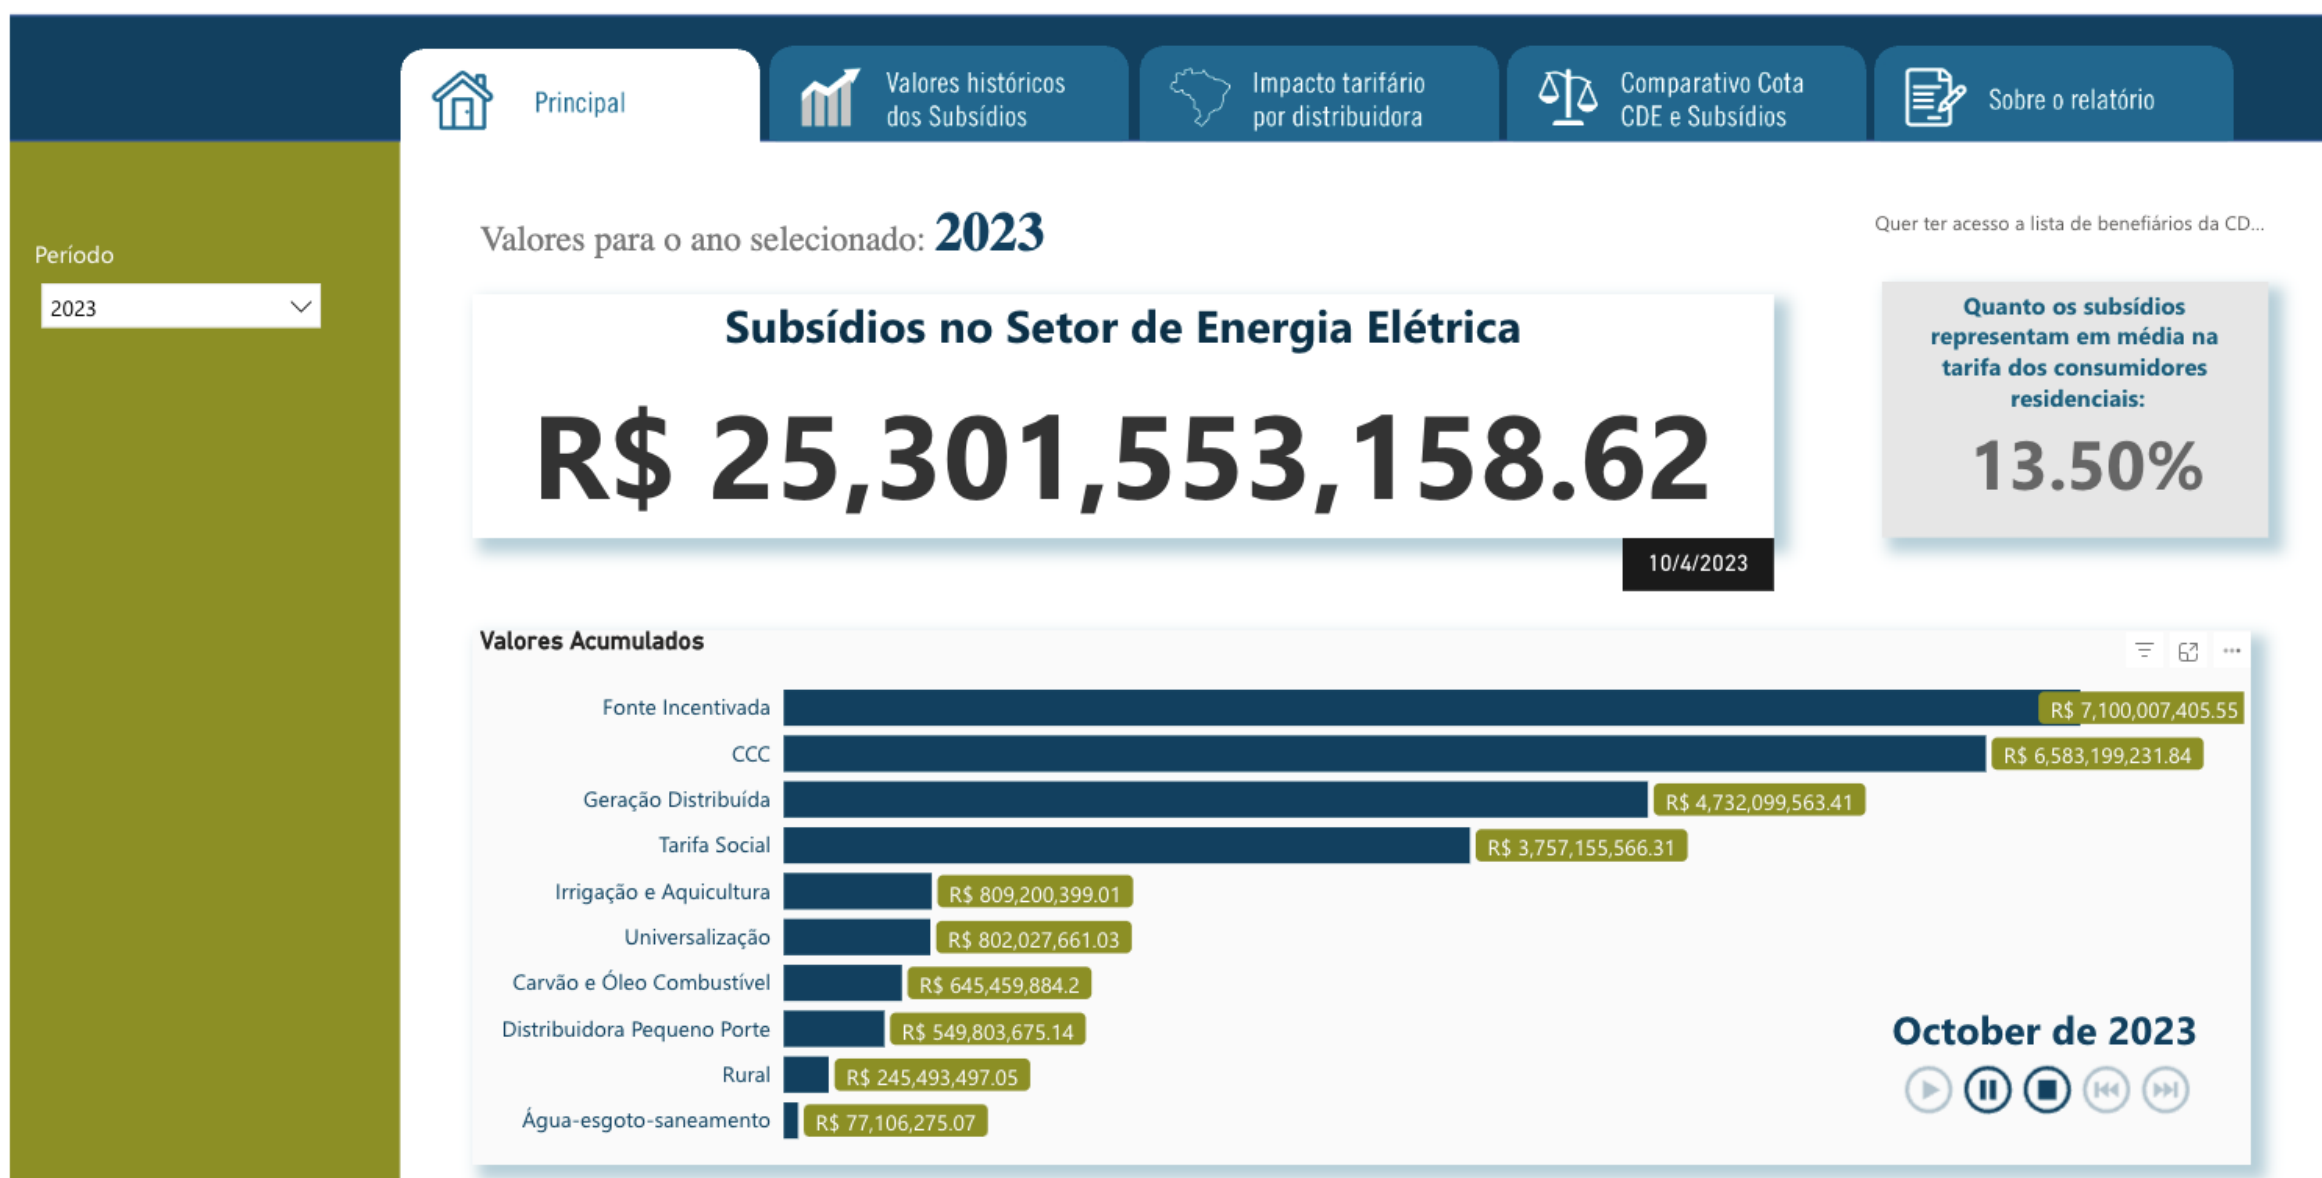 Principal
Valores históricos
dos Subsídios
Impacto tarifário
por distribuidora
Comparativo Cota
CDE e Subsídios
Sobre o relatório
Período
2023
Valores para o ano selecionado: 2023
Quer ter acesso a lista de benefiários da CD...
Subsídios no Setor de Energia Elétrica
R$ 25,301,553,158.62
10/4/2023
Quanto os subsídios
representam em média na
tarifa dos consumidores
residenciais:
13.50%
Valores Acumulados
Fonte Incentivada R$ 7,100,007,405.55
CCC R$ 6,583,199,231.84
Geração Distribuída R$ 4,732,099,563.41
Tarifa Social R$ 3,757,155,566.31
Irrigação e Aquicultura R$ 809,200,399.01
Universalização R$ 802,027,661.03
Carvão e Óleo Combustível R$ 645,459,884.2
Distribuidora Pequeno Porte R$ 549,803,675.14
Rural R$ 245,493,497.05
Água-esgoto-saneamento R$ 77,106,275.07
October de 2023